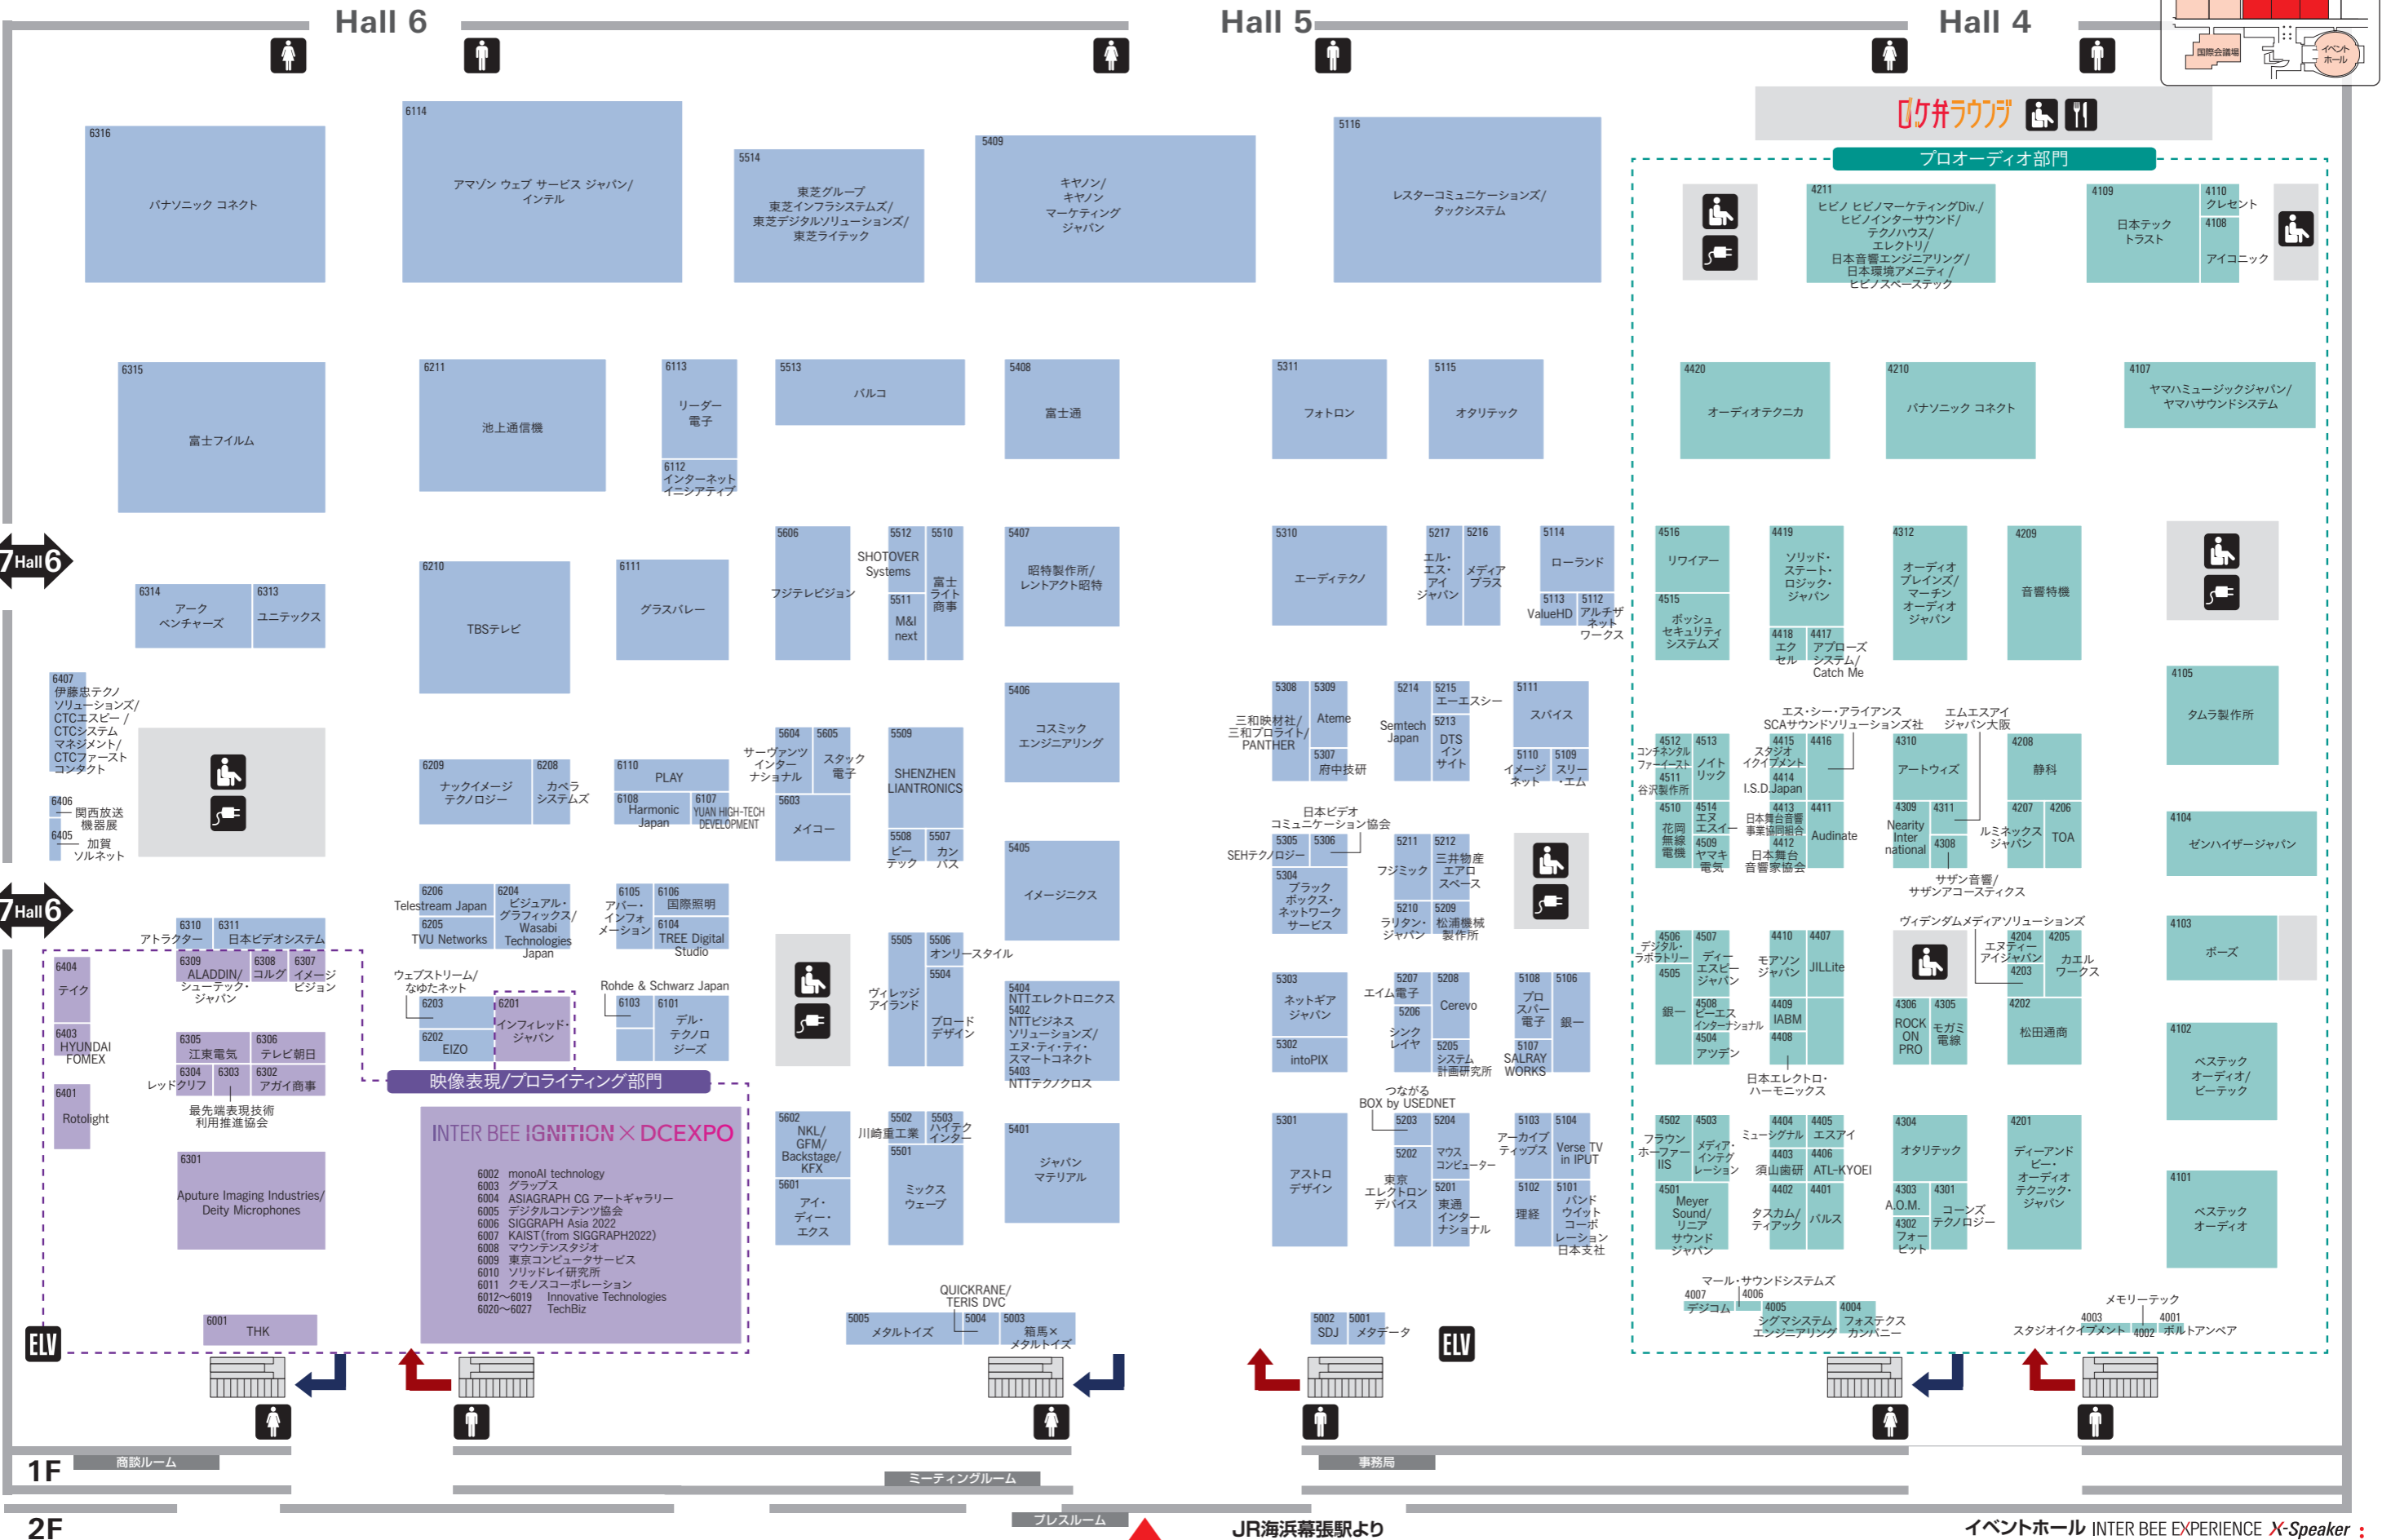 Hall 6
Hall 5
Hall 4
国際会議場
イベント
ホール
ロケ弁ラウンジ
プロオーディオ部門
6316
パナソニック コネクト
6114
アマゾン ウェブ サービス ジャパン/
インテル
5514
東芝グループ
東芝インフラシステムズ/
東芝デジタルソリューションズ/
東芝ライテック
5409
キヤノン/
キヤノン
マーケティング
ジャパン
5116
レスターコミュニケーションズ/
タックシステム
4211
ヒビノ ヒビノマーケティングDiv./
ヒビノインターサウンド/
テクノハウス/
エレクトリ/
日本音響エンジニアリング/
日本環境アメニティ/
ヒビノスペーステック
4109
日本テック
トラスト
4110
クレセント
4108
アイコニック
6315
富士フイルム
6211
池上通信機
6113
リーダー
電子
6112
インターネット
イニシアティブ
5513
バルコ
5408
富士通
5311
フォトロン
5115
オタリテック
4420
オーディオテクニカ
4210
パナソニック コネクト
4107
ヤマハミュージックジャパン/
ヤマハサウンドシステム
7Hall6
6314
アーク
ベンチャーズ
6313
ユニテックス
6210
TBSテレビ
6111
グラスバレー
5606
フジテレビジョン
5512
SHOTOVER
Systems
5511
M&I
next
5510
富士
ライト
商事
5407
昭特製作所/
レントアクト昭特
5310
エーディテクノ
5217
エル・
エス・
アイ
ジャパン
5216
メディア
プラス
5114
ローランド
5113
ValueHD
5112
アルチザ
ネット
ワークス
4516
リワイアー
4515
ボッシュ
セキュリティ
システムズ
4419
ソリッド・
ステート・
ロジック・
ジャパン
4418
エク
セル
4417
アプローズ
システム/
Catch Me
4312
オーディオ
ブレインズ/
マーチン
オーディオ
ジャパン
4209
音響特機
6407
伊藤忠テクノ
ソリューションズ/
CTCエスピー /
CTCシステム
マネジメント/
CTCファースト
コンタクト
6406
関西放送
機器展
6405
加賀
ソルネット
6209
ナックイメージ
テクノロジー
6208
カペラ
システムズ
6110
PLAY
6108
Harmonic
Japan
6107
YUAN HIGH-TECH
DEVELOPMENT
5604
サーヴァンツ
インター
ナショナル
5605
スタック
電子
5603
メイコー
5509
SHENZHEN
LIANTRONICS
5508
ビー
テック
5507
カン
バス
5406
コスミック
エンジニアリング
5405
イメージニクス
5308
三和映材社/
三和プロライト/
PANTHER
5309
Ateme
5307
府中技研
5214
Semtech
Japan
5215
エーエスシー
5213
DTS
イン
サイト
5111
スパイス
5110
イメージ
ネット
5109
スリー
・エム
日本ビデオ
コミュニケーション協会
5305
SEHテクノロジー
5306
5304
ブラック
ボックス・
ネットワーク
サービス
5211
フジミック
5212
三井物産
エアロ
スペース
5210
ラリタン・
ジャパン
5209
松浦機械
製作所
エス・シー・アライアンス
SCAサウンドソリューションズ社
エムエスアイ
ジャパン大阪
4512
コンチネンタル
ファーイースト
4513
ノイト
リック
4511
谷沢製作所
4510
花岡
無線
電機
4514
エヌ
エスイー
4509
ヤマキ
電気
4415
スタジオ
イクイプメント
4416
4414
I.S.D.Japan
4413
日本舞台音響
事業協同組合
4412
日本舞台
音響家協会
4411
Audinate
4310
アートウィズ
4309
Nearity
Inter
national
4311
4308
サザン音響/
サザンアコースティクス
4208
静科
4207
ルミネックス
ジャパン
4206
TOA
4105
タムラ製作所
4104
ゼンハイザージャパン
7Hall6
6310
アトラクター
6311
日本ビデオシステム
6309
ALADDIN/
シューテック・
ジャパン
6308
コルグ
6307
イメージ
ビジョン
6404
テイク
6403
HYUNDAI
FOMEX
6401
Rotolight
6305
江東電気
6306
テレビ朝日
6304
レッドクリフ
6303
6302
アガイ商事
最先端表現技術
利用推進協会
6301
Aputure Imaging Industries/
Deity Microphones
6001
THK
6206
Telestream Japan
6205
TVU Networks
6204
ビジュアル・
グラフィックス/
Wasabi
Technologies
Japan
6105
アバー・
インフォ
メーション
6106
国際照明
6104
TREE Digital
Studio
ウェブストリーム/
なゆたネット
6203
6202
EIZO
6201
インフィレッド・
ジャパン
Rohde & Schwarz Japan
6103
6101
デル・
テクノロ
ジーズ
映像表現/プロライティング部門
INTER BEE IGNITION × DCEXPO
6002 monoAI technology
6003 グラップス
6004 ASIAGRAPH CG アートギャラリー
6005 デジタルコンテンツ協会
6006 SIGGRAPH Asia 2022
6007 KAIST(from SIGGRAPH2022)
6008 マウンテンスタジオ
6009 東京コンピュータサービス
6010 ソリッドレイ研究所
6011 クモノスコーポレーション
6012～6019 Innovative Technologies
6020～6027 TechBiz
5505
ヴィレッジ
アイランド
5506
オンリースタイル
5504
ブロード
デザイン
5404
NTTエレクトロニクス
5402
NTTビジネス
ソリューションズ/
エヌ・ティ・ティ・
スマートコネクト
5403
NTTテクノクロス
5602
NKL/
GFM/
Backstage/
KFX
5601
アイ・
ディー・
エクス
5502
川崎重工業
5503
ハイテク
インター
5501
ミックス
ウェーブ
5401
ジャパン
マテリアル
QUICKRANE/
TERIS DVC
5005
メタルトイズ
5004
5003
箱馬×
メタルトイズ
5303
ネットギア
ジャパン
5302
intoPIX
5207
エイム電子
5206
シンク
レイヤ
5208
Cerevo
5205
システム
計画研究所
5108
プロ
スパー
電子
5106
銀一
5107
SALRAY
WORKS
5301
アストロ
デザイン
つながる
BOX by USEDNET
5203
5204
マウス
コンピューター
5202
東京
エレクトロン
デバイス
5201
東通
インター
ナショナル
5103
アーカイブ
ティップス
5104
Verse TV
in IPUT
5102
理経
5101
バンド
ウイット
コーポ
レーション
日本支社
5002
SDJ
5001
メタデータ
4506
デジタル・
ラボラトリー
4507
ディー
エスピー
ジャパン
4505
銀一
4508
ビーエス
インターナショナル
4504
アツデン
4410
モアソン
ジャパン
4407
JILLite
4409
IABM
4408
日本エレクトロ・
ハーモニックス
ヴィデンダムメディアソリューションズ
4306
ROCK
ON
PRO
4305
モガミ
電線
4204
エヌティー
アイジャパン
4203
4205
カエル
ワークス
4202
松田通商
4103
ボーズ
4102
ベステック
オーディオ/
ビーテック
4502
フラウン
ホーファー
IIS
4503
メディア・
インテグ
レーション
4501
Meyer
Sound/
リニア
サウンド
ジャパン
4404
ミューシグナル
4405
エスアイ
4403
須山歯研
4406
ATL-KYOEI
4402
タスカム/
ティアック
4401
パルス
4304
オタリテック
4303
A.O.M.
4302
フォー
ビット
4301
コーンズ
テクノロジー
4201
ディーアンド
ビー・
オーディオ
テクニック・
ジャパン
4101
ベステック
オーディオ
マール・サウンドシステムズ
4007
デジコム
4006
4005
シグマシステム
エンジニアリング
4004
フォステクス
カンパニー
メモリーテック
4003
スタジオイクイプメント
4002
4001
ボルトアンペア
ELV
ELV
1F
商談ルーム
ミーティングルーム
事務局
2F
プレスルーム
JR海浜幕張駅より
イベントホール INTER BEE EXPERIENCE X-Speaker